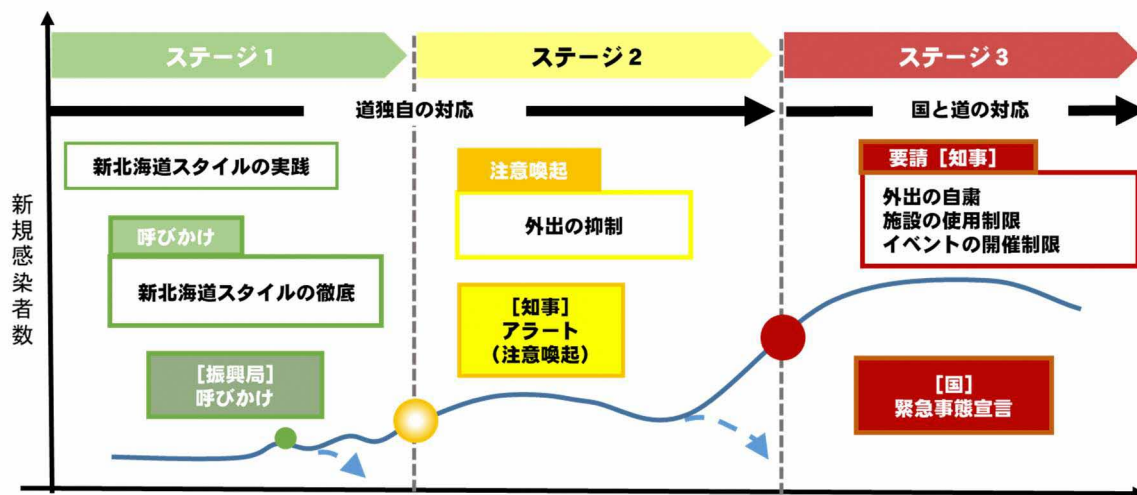 ステージ1
ステージ2
ステージ3
道独自の対応
国と道の対応
新北海道スタイルの実践
呼びかけ
新北海道スタイルの徹底
[振興局]
呼びかけ
注意喚起
外出の抑制
[知事]
アラート
(注意喚起)
要請[知事]
外出の自粛
施設の使用制限
イベントの開催制限
[国]
緊急事態宣言
新規感染者数